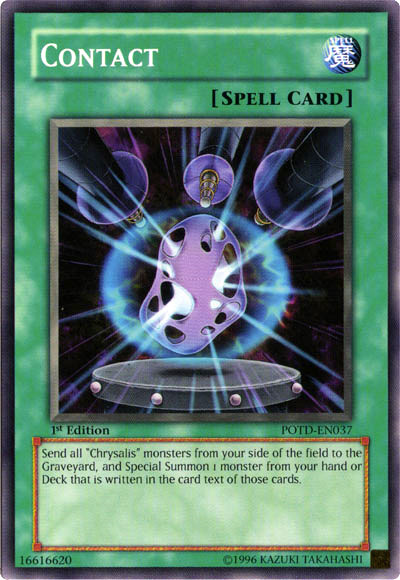 CONTACT
魔
[SPELL CARD]
1st Edition
POTD-EN037
Send all "Chrysalis" monsters from your side of the field to the
Graveyard, and Special Summon 1 monster from your hand or
Deck that is written in the card text of those cards.
16616620
©1996 KAZUKI TAKAHASHI